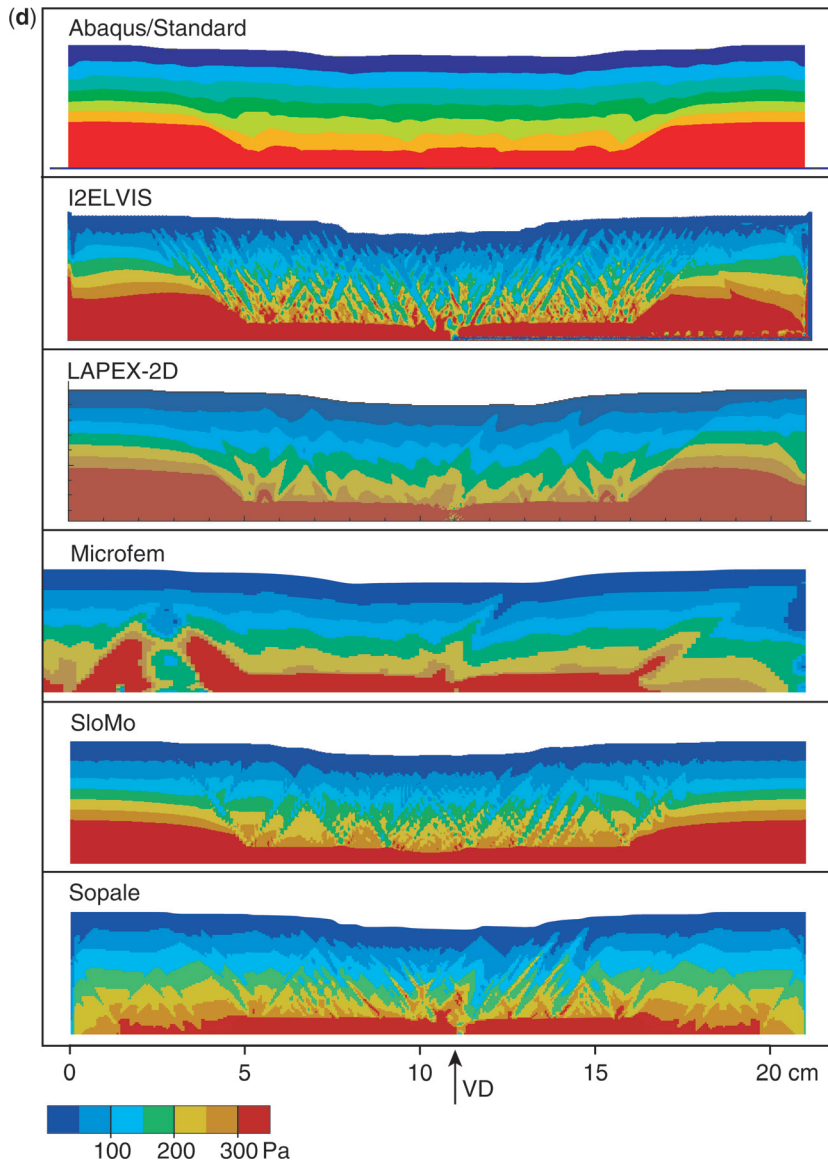 (d)
Abaqus/Standard
I2ELVIS
LAPEX-2D
Microfem
SloMo
Sopale
0 5 10 15 20 cm
VD
100 200 300 Pa